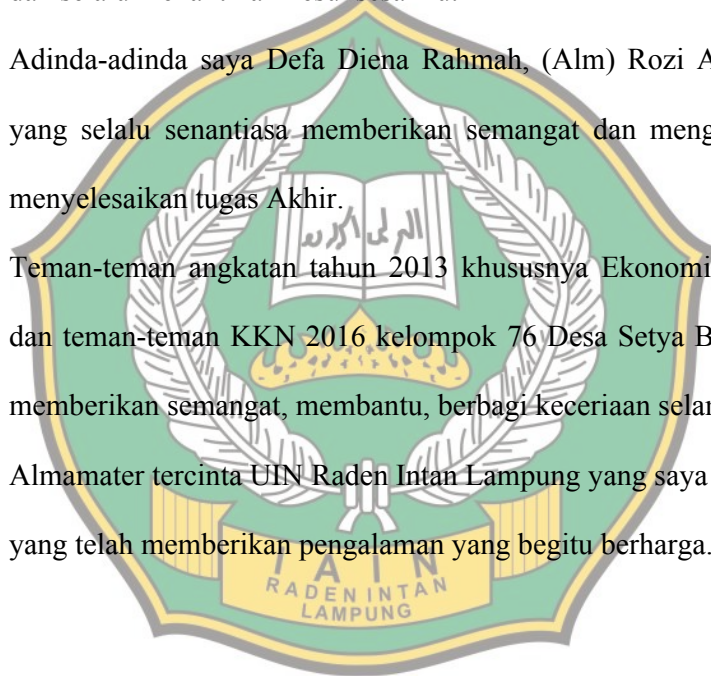 Adinda-adinda saya Defa Diena Rahmah, (Alm) Rozi A
yang selalu senantiasa memberikan semangat dan meng
menyelesaikan tugas Akhir.
Teman-teman angkatan tahun 2013 khususnya Ekonomi
dan teman-teman KKN 2016 kelompok 76 Desa Setya B
memberikan semangat, membantu, berbagi keceriaan selam
Almamater tercinta UIN Raden Intan Lampung yang saya
yang telah memberikan pengalaman yang begitu berharga.
I A I N
RADEN INTAN
LAMPUNG